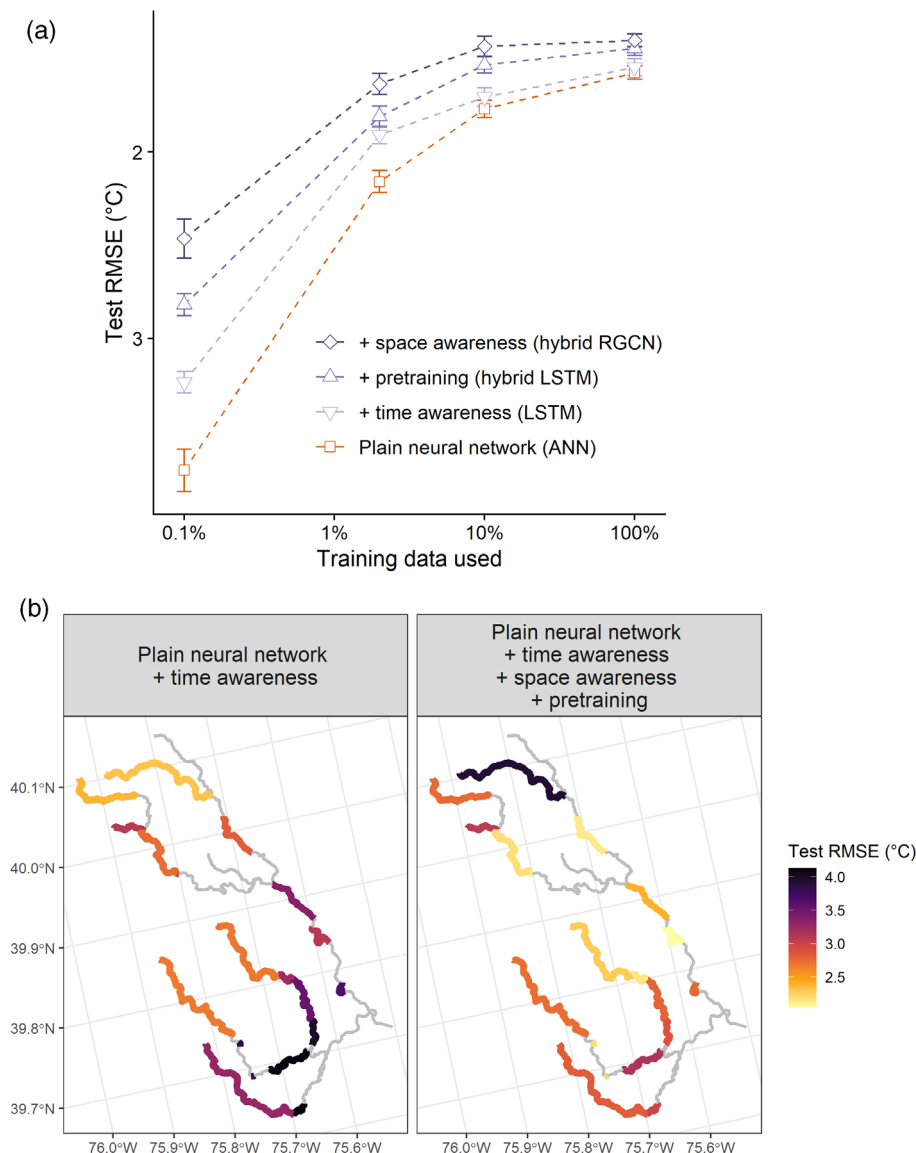 (a)
Test RMSE (°C)
2
3
+ space awareness (hybrid RGCN)
+ pretraining (hybrid LSTM)
+ time awareness (LSTM)
Plain neural network (ANN)
0.1%
1%
10%
100%
Training data used
(b)
Plain neural network
+ time awareness
Plain neural network
+ time awareness
+ space awareness
+ pretraining
40.1°N
40.0°N
39.9°N
39.8°N
39.7°N
76.0°W
75.9°W
75.8°W
75.7°W
75.6°W
76.0°W
75.9°W
75.8°W
75.7°W
75.6°W
Test RMSE (°C)
4.0
3.5
3.0
2.5